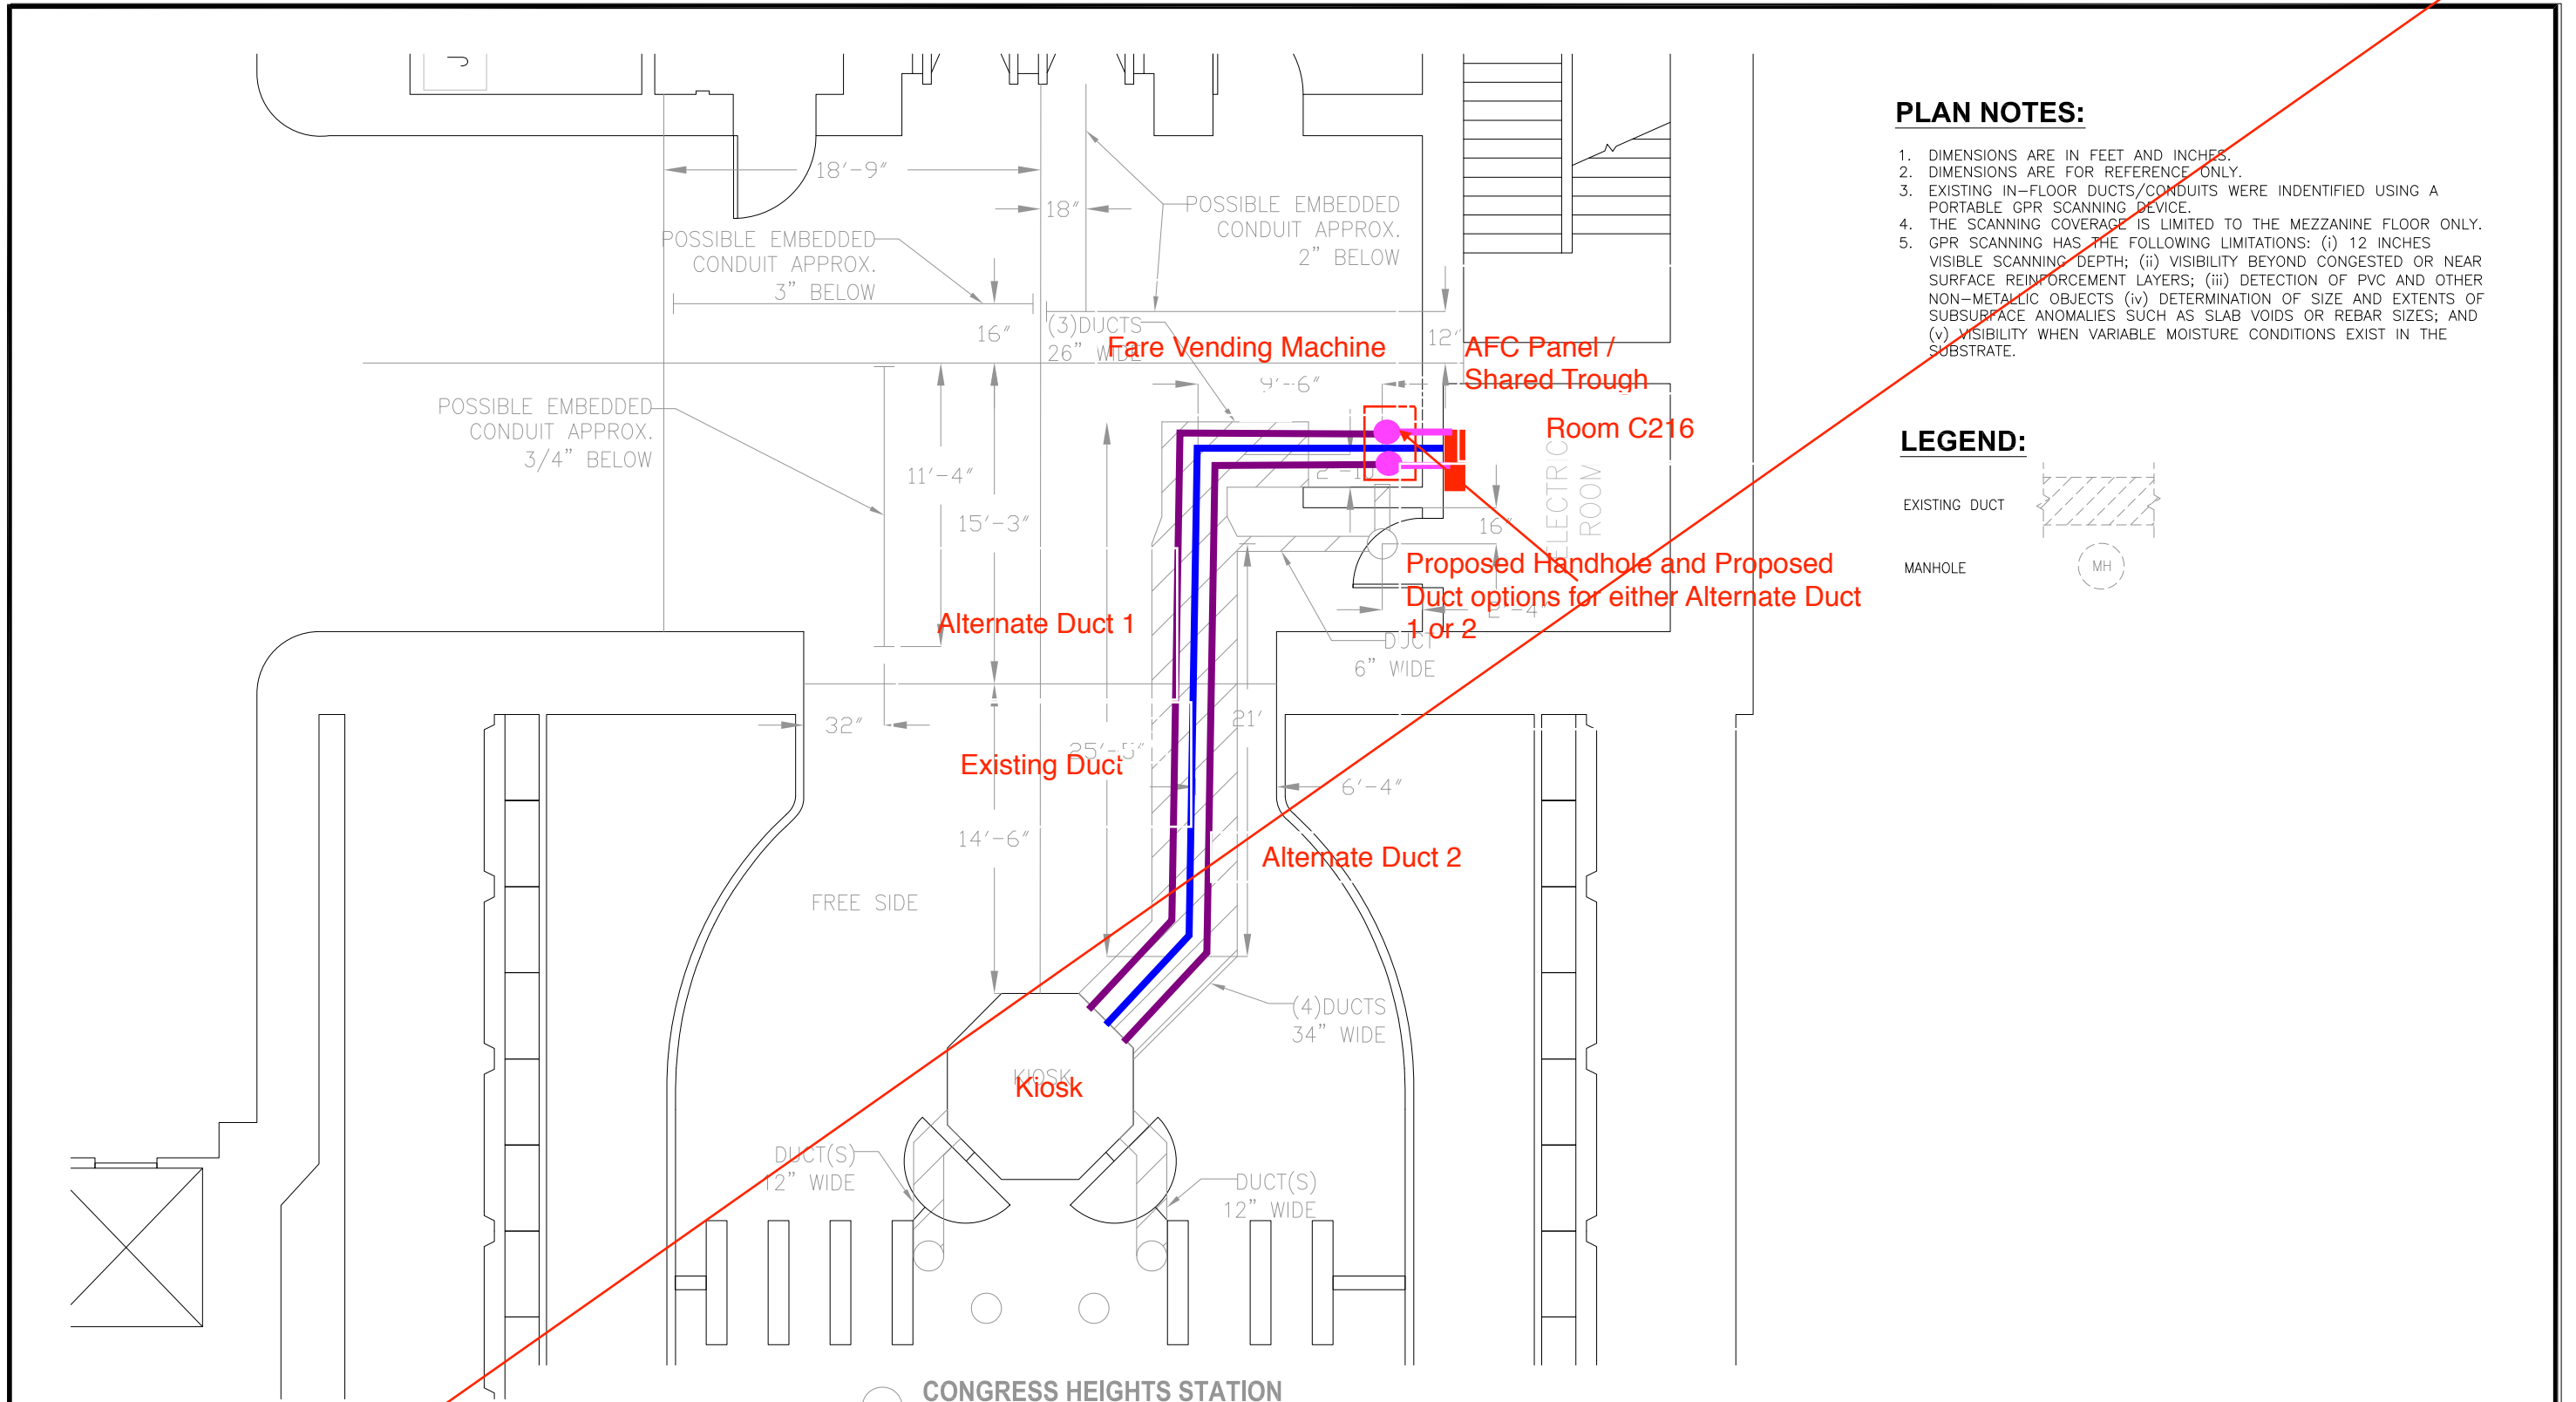 PLAN NOTES:
1. DIMENSIONS ARE IN FEET AND INCHES.
2. DIMENSIONS ARE FOR REFERENCE ONLY.
3. EXISTING IN-FLOOR DUCTS/CONDUITS WERE INDENTIFIED USING A
PORTABLE GPR SCANNING DEVICE.
4. THE SCANNING COVERAGE IS LIMITED TO THE MEZZANINE FLOOR ONLY.
5. GPR SCANNING HAS THE FOLLOWING LIMITATIONS: (i) 12 INCHES
VISIBLE SCANNING DEPTH; (ii) VISIBILITY BEYOND CONGESTED OR NEAR
SURFACE REINFORCEMENT LAYERS; (iii) DETECTION OF PVC AND OTHER
NON-METALLIC OBJECTS (iv) DETERMINATION OF SIZE AND EXTENTS OF
SUBSURFACE ANOMALIES SUCH AS SLAB VOIDS OR REBAR SIZES; AND
(v) VISIBILITY WHEN VARIABLE MOISTURE CONDITIONS EXIST IN THE
SUBSTRATE.
LEGEND:
EXISTING DUCT
MANHOLE
MH
J
18'-9"
18"
POSSIBLE EMBEDDED
CONDUIT APPROX.
2" BELOW
POSSIBLE EMBEDDED
CONDUIT APPROX.
3" BELOW
16"
(3)DUCTS
26" WIDE
12"
Fare Vending Machine
AFC Panel /
Shared Trough
9'-6"
POSSIBLE EMBEDDED
CONDUIT APPROX.
3/4" BELOW
Room C216
ELECTRIC
ROOM
11'-4"
15'-3"
16"
Proposed Handhole and Proposed
Duct options for either Alternate Duct
1 or 2
Alternate Duct 1
DUCT
6" WIDE
32"
21'
25'-5"
Existing Duct
6'-4"
14'-6"
Alternate Duct 2
FREE SIDE
(4)DUCTS
34" WIDE
KIOSK
Kiosk
DUCT(S)
12" WIDE
DUCT(S)
12" WIDE
CONGRESS HEIGHTS STATION